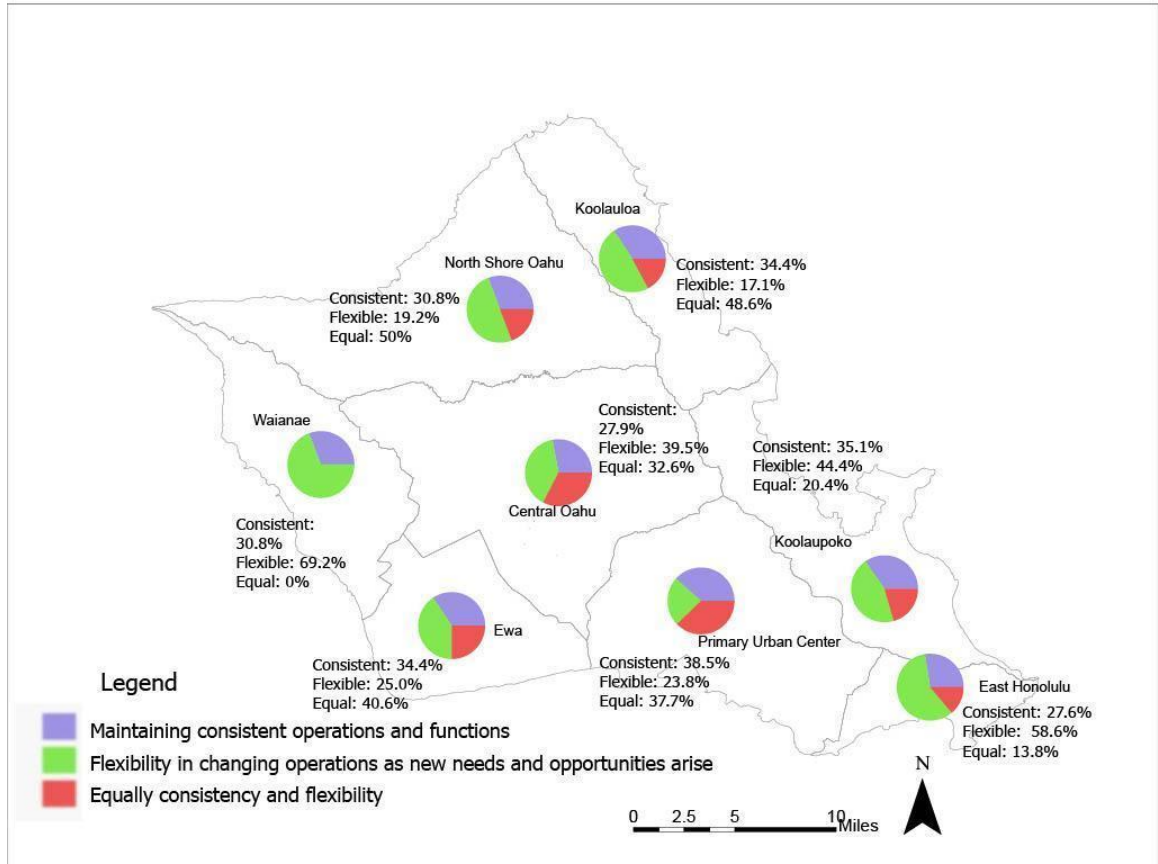 Koolauloa
Consistent: 34.4%
Flexible: 17.1%
Equal: 48.6%
North Shore Oahu
Consistent: 30.8%
Flexible: 19.2%
Equal: 50%
Waianae
Consistent:
30.8%
Flexible: 69.2%
Equal: 0%
Consistent:
27.9%
Flexible: 39.5%
Equal: 32.6%
Central Oahu
Consistent: 35.1%
Flexible: 44.4%
Equal: 20.4%
Koolaupoko
Ewa
Consistent: 34.4%
Flexible: 25.0%
Equal: 40.6%
Primary Urban Center
Consistent: 38.5%
Flexible: 23.8%
Equal: 37.7%
East Honolulu
Consistent: 27.6%
Flexible: 58.6%
Equal: 13.8%
Legend
Maintaining consistent operations and functions
Flexibility in changing operations as new needs and opportunities arise
Equally consistency and flexibility
N
0 2.5 5 10
Miles